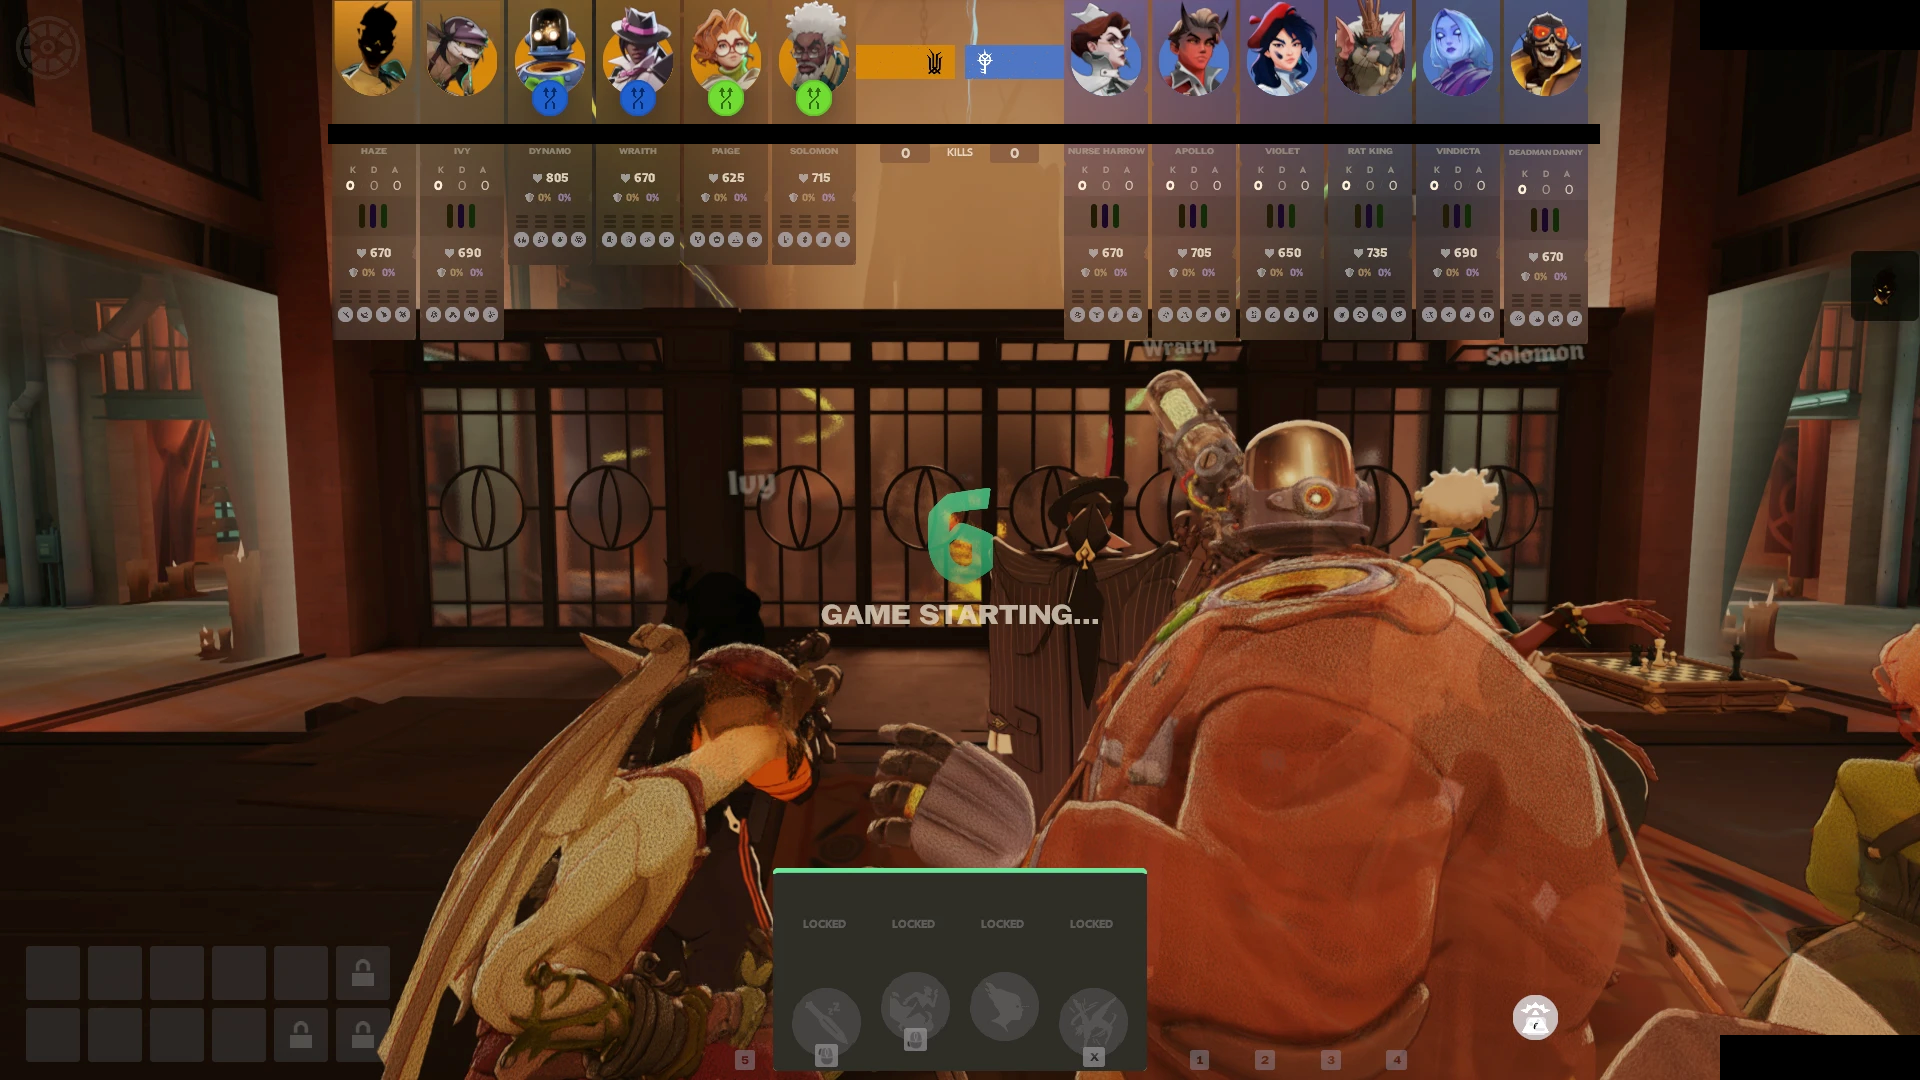 HAZE IVY DYNAMO WRAITH PAIGE SOLOMON 0 KILLS 0 NURSE HARROW APOLLO VIOLET RAT KING VINDICTA DEADMAN DANNY
K D A K D A 805 670 625 715 K D A K D A K D A K D A K D A K D A
0 0 0 0 0 0 0% 0% 0% 0% 0% 0% 0% 0% 0 0 0 0 0 0 0 0 0 0 0 0 0 0 0 0 0 0
670 690 670 705 650 735 690 670
0% 0% 0% 0% 0% 0% 0% 0% 0% 0% 0% 0% 0% 0% 0% 0%
Wraith
Solomon
Ivy
6
GAME STARTING...
LOCKED LOCKED LOCKED LOCKED
5 X 1 2 3 4